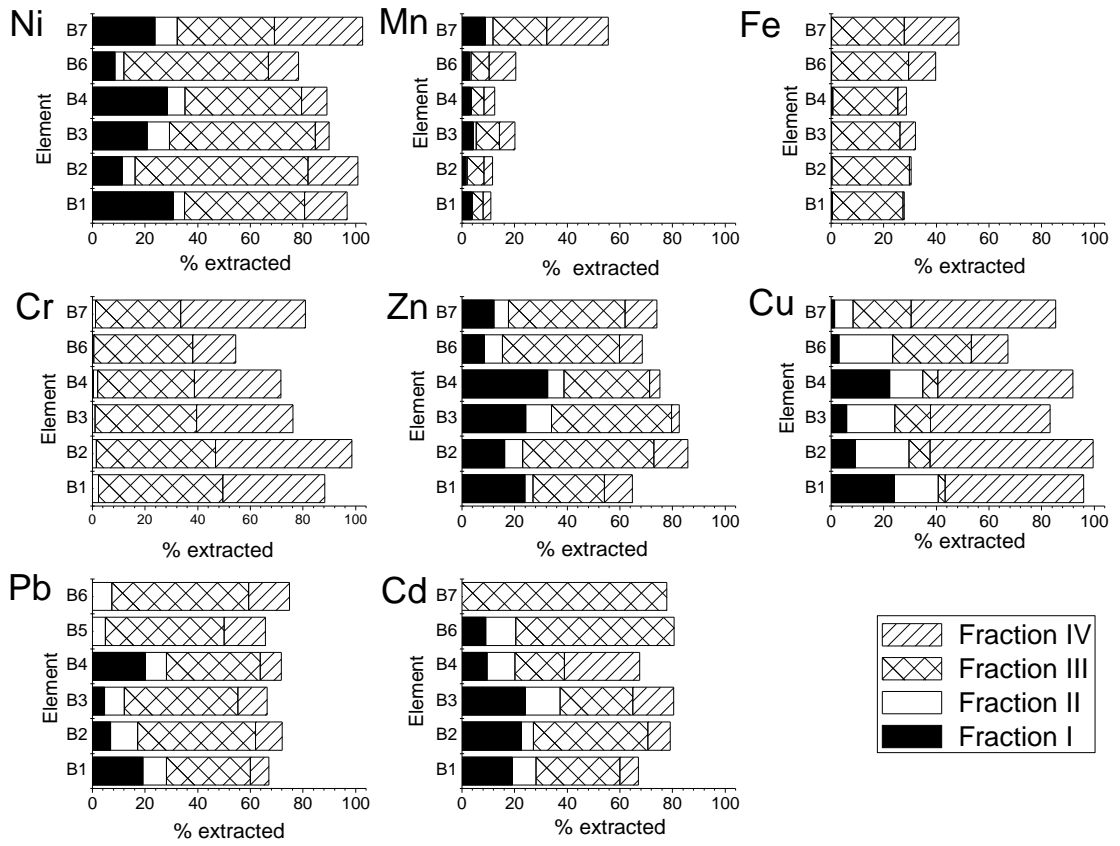 Ni
Element
B7
B6
B4
B3
B2
B1
0 20 40 60 80 100
% extracted
Mn
Element
B7
B6
B4
B3
B2
B1
0 20 40 60 80 100
% extracted
Fe
Element
B7
B6
B4
B3
B2
B1
0 20 40 60 80 100
% extracted
Cr
Element
B7
B6
B4
B3
B2
B1
0 20 40 60 80 100
% extracted
Zn
Element
B7
B6
B4
B3
B2
B1
0 20 40 60 80 100
% extracted
Cu
Element
B7
B6
B4
B3
B2
B1
0 20 40 60 80 100
% extracted
Pb
Element
B6
B5
B4
B3
B2
B1
0 20 40 60 80 100
% extracted
Cd
Element
B7
B6
B4
B3
B2
B1
0 20 40 60 80 100
% extracted
Fraction IV
Fraction III
Fraction II
Fraction I